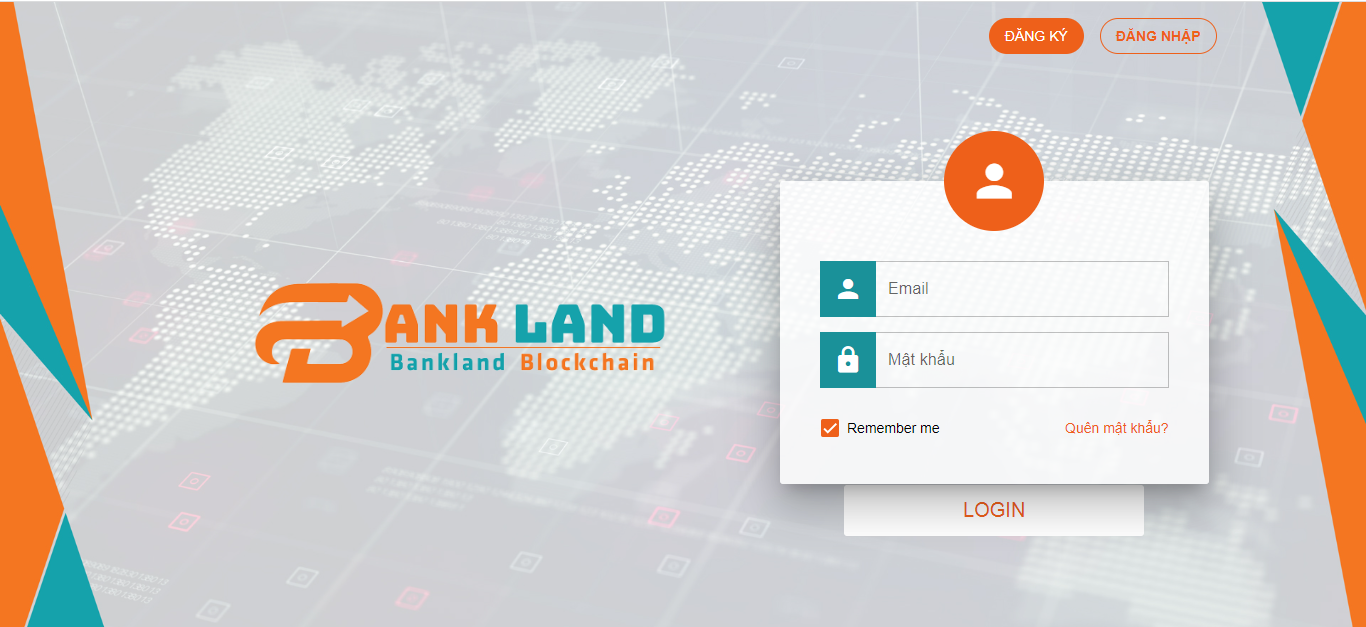 ĐĂNG KÝ
ĐĂNG NHẬP
BANK LAND
Bankland Blockchain
Email
Mật khẩu
Remember me
Quên mật khẩu?
LOGIN